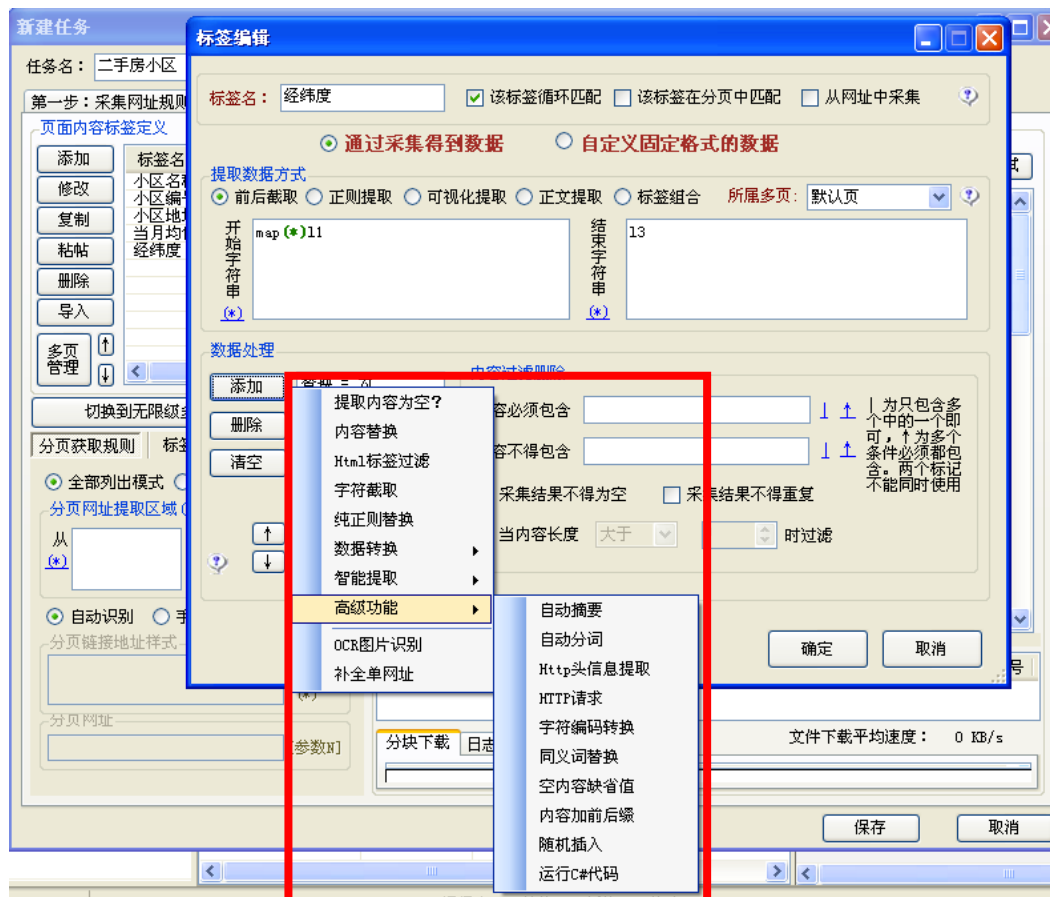 新建任务
标签编辑
任务名： 二手房小区
第一步：采集网址规则
标签名： 经纬度 该标签循环匹配 该标签在分页中匹配 从网址中采集
通过采集得到数据 自定义固定格式的数据
页面内容标签定义
添加 标签名
修改 小区名称
复制 小区编号
粘帖 小区地址
删除 当月均价
导入 经纬度
多页管理
提取数据方式
前后截取 正则提取 可视化提取 正文提取 标签组合 所属多页： 默认页
开始字符串 map(*)l1 结束字符串 l3
(*) (*)
数据处理
添加 替换 = 为
删除
清空
内容过滤删除
容必须包含
容不得包含
采集结果不得为空 采集结果不得重复
当内容长度 大于 时过滤
| 为只包含多
个中的一个即
可，↑为多个
条件必须都包
含。两个标记
不能同时使用
提取内容为空?
内容替换
Html标签过滤
字符截取
纯正则替换
数据转换
智能提取
高级功能
OCR图片识别
补全单网址
自动摘要
自动分词
Http头信息提取
HTTP请求
字符编码转换
同义词替换
空内容缺省值
内容加前后缀
随机插入
运行C#代码
确定 取消
切换到无限级
分页获取规则 标签
全部列出模式
分页网址提取区域(
从
(*)
自动识别 手
分页链接地址样式
(*)
分页网址
[参数N]
号
分块下载 日志
文件下载平均速度： 0 KB/s
保存 取消